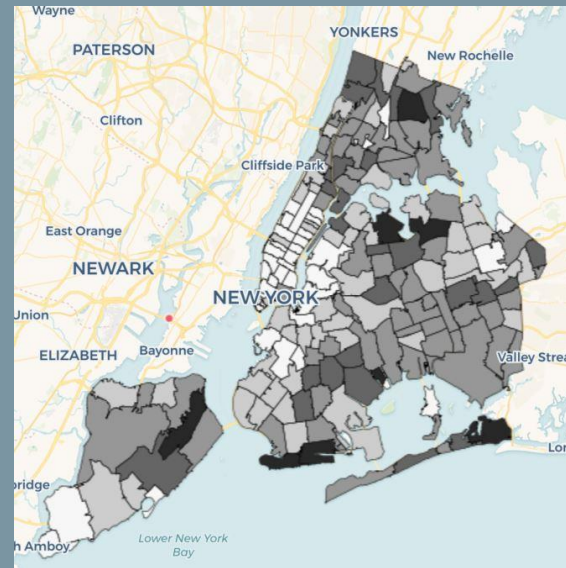 Wayne
YONKERS
PATERSON
New Rochelle
Clifton
Cliffside Park
East Orange
NEWARK
NEW YORK
Union
ELIZABETH
Bayonne
Valley Strea
Lon
bridge
h Amboy
Lower New York
Bay